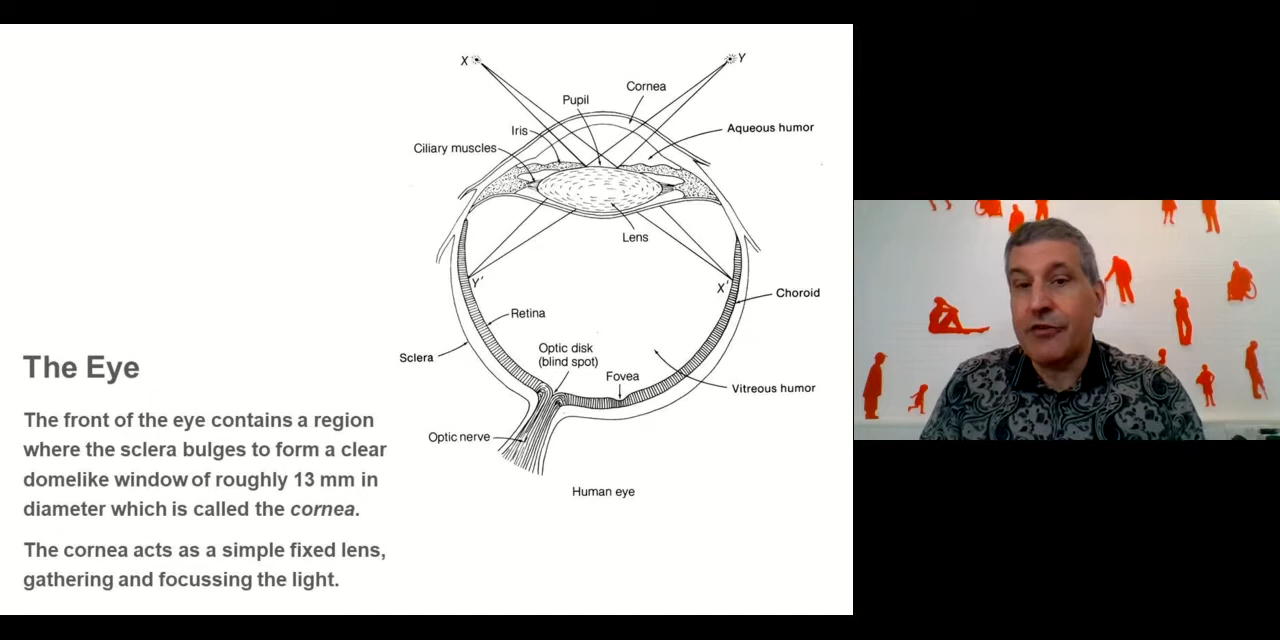 X
Y
Cornea
Pupil
Iris
Aqueous humor
Ciliary muscles
Lens
Y'
X'
Choroid
Retina
Optic disk
(blind spot)
Sclera
Fovea
Vitreous humor
Optic nerve
Human eye
The Eye
The front of the eye contains a region
where the sclera bulges to form a clear
domelike window of roughly 13 mm in
diameter which is called the cornea.
The cornea acts as a simple fixed lens,
gathering and focussing the light.